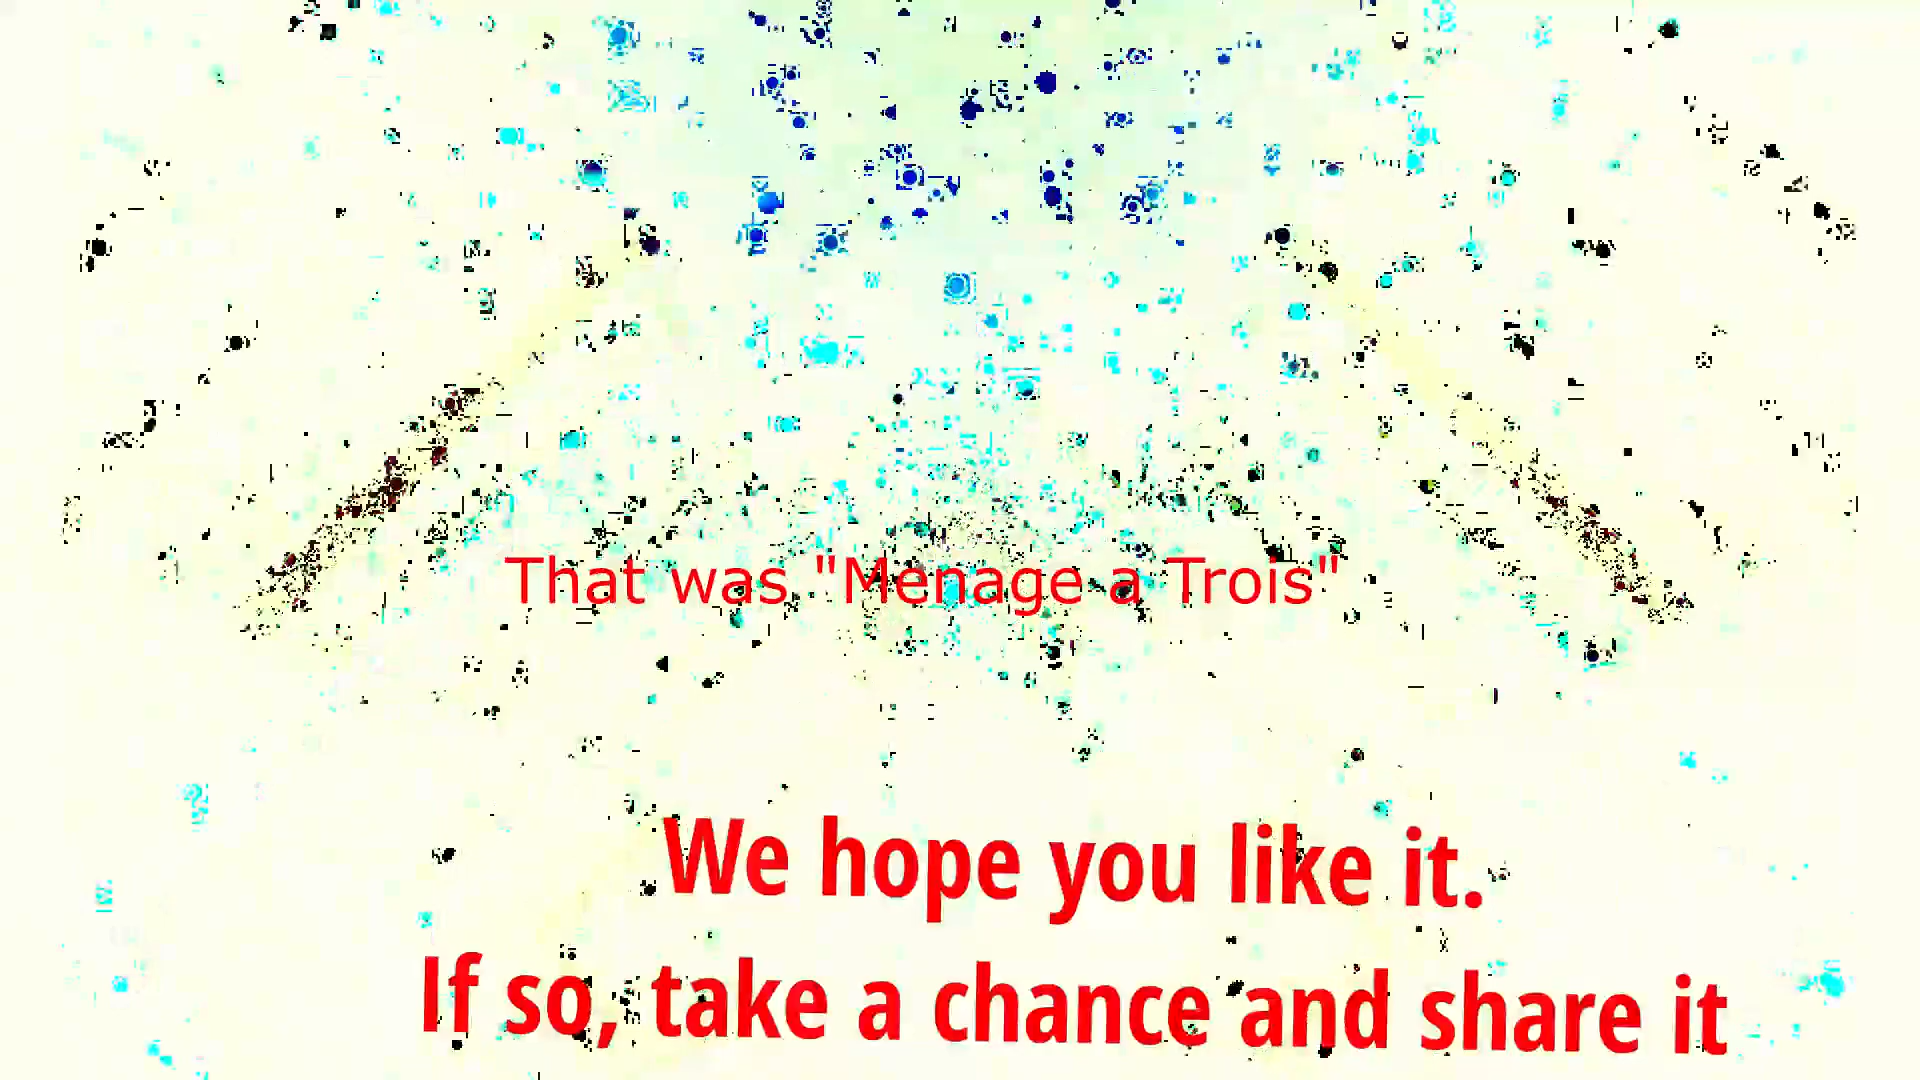 That was "Menage a Trois"
We hope you like it.
If so, take a chance and share it